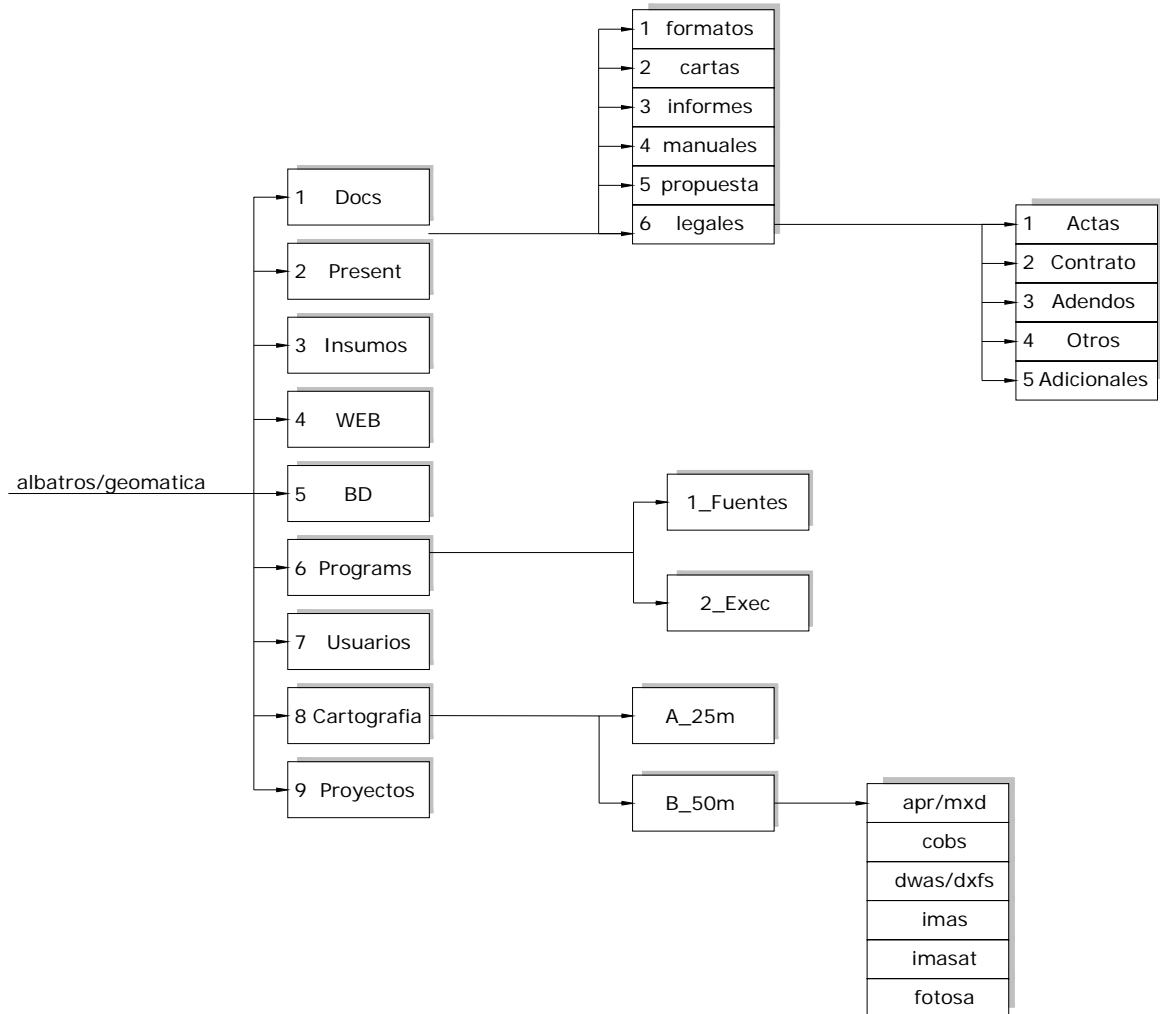 albatros/geomatica
1 Docs
2 Present
3 Insumos
4 WEB
5 BD
6 Programs
7 Usuarios
8 Cartografia
9 Proyectos
1 formatos
2 cartas
3 informes
4 manuales
5 propuesta
6 legales
1 Actas
2 Contrato
3 Adendos
4 Otros
5 Adicionales
1_Fuentes
2_Exec
A_25m
B_50m
apr/mxd
cobs
dwas/dxfs
imas
imasat
fotosa